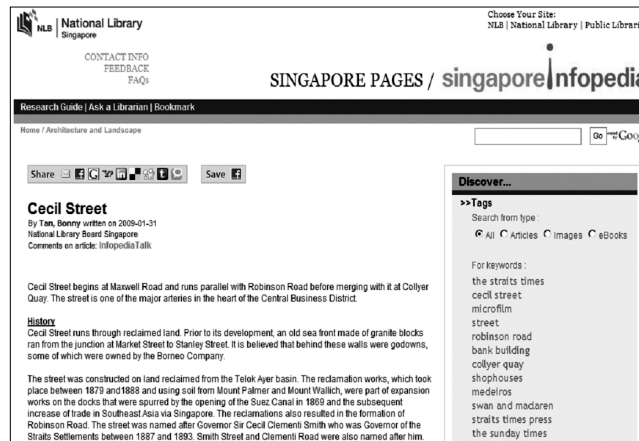 NLB | National Library
Singapore
Choose Your Site:
NLB | National Library | Public Librari
CONTACT INFO
FEEDBACK
FAQs
SINGAPORE PAGES / singapore infopedia
Research Guide | Ask a Librarian | Bookmark
Home / Architecture and Landscape
Go
Goog
Share
Save
Cecil Street
By Tan, Bonny written on 2009-01-31
National Library Board Singapore
Comments on article: InfopediaTalk
Cecil Street begins at Maxwell Road and runs parallel with Robinson Road before merging with it at Collyer
Quay. The street is one of the major arteries in the heart of the Central Business District.
History
Cecil Street runs through reclaimed land. Prior to its development, an old sea front made of granite blocks
ran from the junction at Market Street to Stanley Street. It is believed that behind these walls were godowns,
some of which were owned by the Borneo Company.
The street was constructed on land reclaimed from the Telok Ayer basin. The reclamation works, which took
place between 1879 and1888 and using soil from Mount Palmer and Mount Wallich, were part of expansion
works on the docks that were spurred by the opening of the Suez Canal in 1869 and the subsequent
increase of trade in Southeast Asia via Singapore. The reclamations also resulted in the formation of
Robinson Road. The street was named after Governor Sir Cecil Clementi Smith who was Governor of the
Straits Settlements between 1887 and 1893. Smith Street and Clementi Road were also named after him.
Discover...
>>Tags
Search from type :
All Articles Images eBooks
For keywords :
the straits times
cecil street
microfilm
street
robinson road
bank building
collyer quay
shophouses
medeiros
swan and maclaren
straits times press
the sunday times